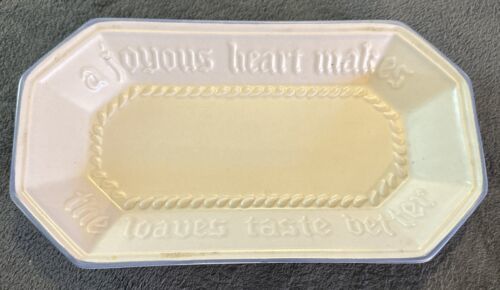 a joyous heart makes
the loaves taste better